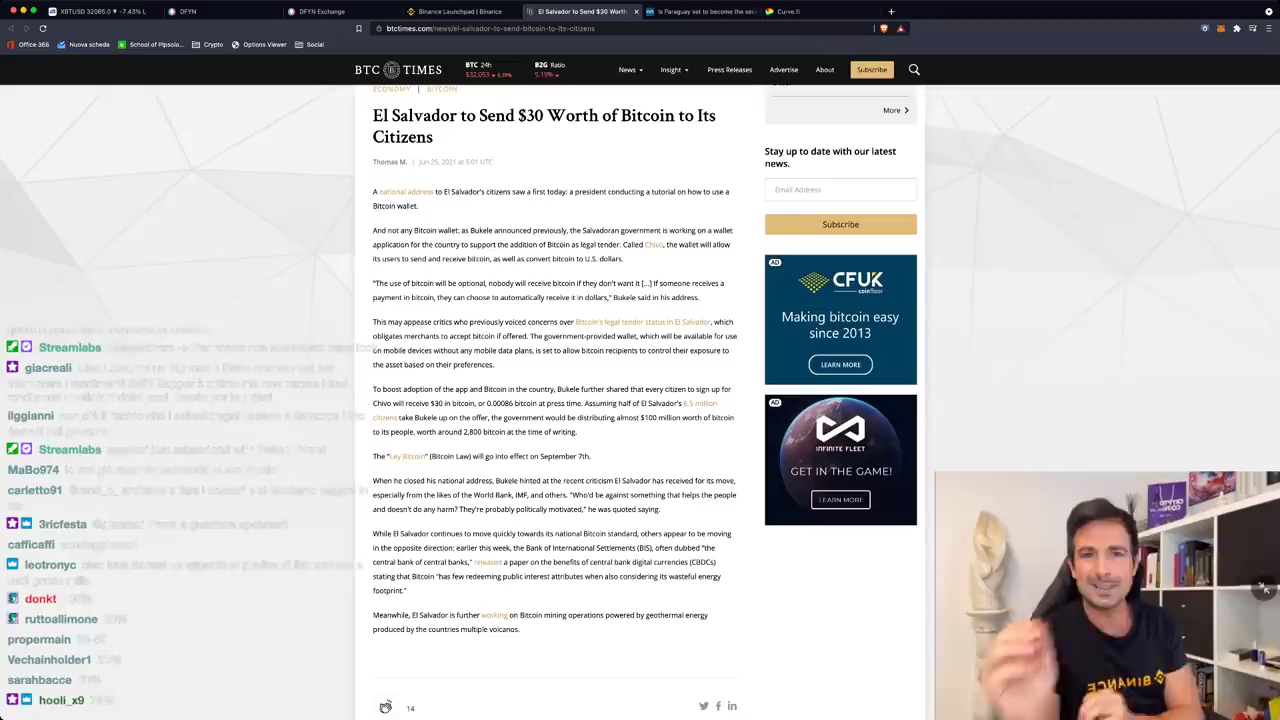 XBTUSD 32065.0 ▼ -7.43% L
DFYN
DFYN Exchange
Binance Launchpad | Binance
El Salvador to Send $30 Worth
Is Paraguay set to become the sec
Curve.fi
btctimes.com/news/el-salvador-to-send-bitcoin-to-its-citizens
Office 365
Nuova scheda
Crypto
Options Viewer
Social
BTC TIMES
BTC 24h
$32,053
B2G Ratio
5.19%
News
Insight
Press Releases
Advertise
About
Subscribe
ECONOMY | BITCOIN
El Salvador to Send $30 Worth of Bitcoin to Its
Citizens
Thomas M. | Jun 25, 2021 at 5:01 UTC
A national address to El Salvador's citizens saw a first today: a president conducting a tutorial on how to use a
Bitcoin wallet.
And not any Bitcoin wallet: as Bukele announced previously, the Salvadoran government is working on a wallet
application for the country to support the addition of Bitcoin as legal tender. Called Chivo, the wallet will allow
its users to send and receive bitcoin, as well as convert bitcoin to U.S. dollars.
"The use of bitcoin will be optional, nobody will receive bitcoin if they don't want it [...] If someone receives a
payment in bitcoin, they can choose to automatically receive it in dollars," Bukele said in his address.
This may appease critics who previously voiced concerns over Bitcoin's legal tender status in El Salvador, which
obligates merchants to accept bitcoin if offered. The government-provided wallet, which will be available for use
on mobile devices without any mobile data plans, is set to allow bitcoin recipients to control their exposure to
the asset based on their preferences.
To boost adoption of the app and Bitcoin in the country, Bukele further shared that every citizen to sign up for
Chivo will receive $30 in bitcoin, or 0.00086 bitcoin at press time. Assuming half of El Salvador's 6.5 million
citizens take Bukele up on the offer, the government would be distributing almost $100 million worth of bitcoin
to its people, worth around 2,800 bitcoin at the time of writing.
The "Ley Bitcoin" (Bitcoin Law) will go into effect on September 7th.
When he closed his national address, Bukele hinted at the recent criticism El Salvador has received for its move,
especially from the likes of the World Bank, IMF, and others. "Who'd be against something that helps the people
and doesn't do any harm? They're probably politically motivated," he was quoted saying.
While El Salvador continues to move quickly towards its national Bitcoin standard, others appear to be moving
in the opposite direction: earlier this week, the Bank of International Settlements (BIS), often dubbed "the
central bank of central banks," released a paper on the benefits of central bank digital currencies (CBDCs)
stating that Bitcoin "has few redeeming public interest attributes when also considering its wasteful energy
footprint."
Meanwhile, El Salvador is further working on Bitcoin mining operations powered by geothermal energy
produced by the countries multiple volcanos.
14
More
Stay up to date with our latest
news.
Email Address
Subscribe
AD
CFUK
coinfloor
Making bitcoin easy
since 2013
LEARN MORE
AD
INFINITE FLEET
GET IN THE GAME!
LEARN MORE
Streamlabs
giacreali
ilggianni
Streamlabs
MaBo974
carletto91
3ricfesta
cafficaffi
leotronyc
donkt
ruttoallimone
propermain
Vechainholder1
sarahbacce
hooli_x9
BINANCE